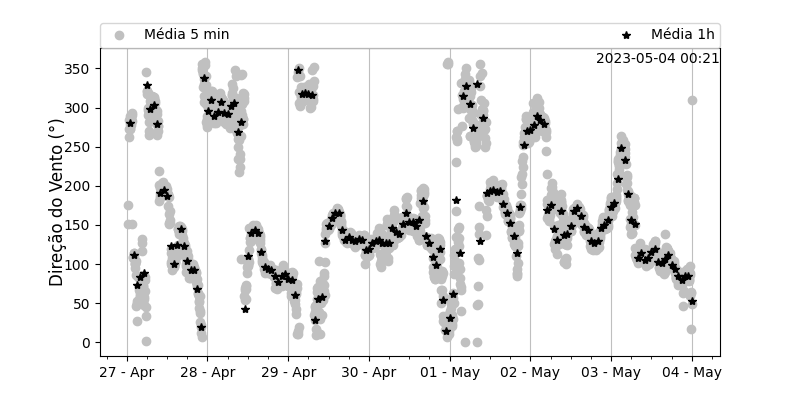 Média 5 min
Média 1h
2023-05-04 00:21
Direção do Vento (°)
350
300
250
200
150
100
50
0
27 - Apr
28 - Apr
29 - Apr
30 - Apr
01 - May
02 - May
03 - May
04 - May